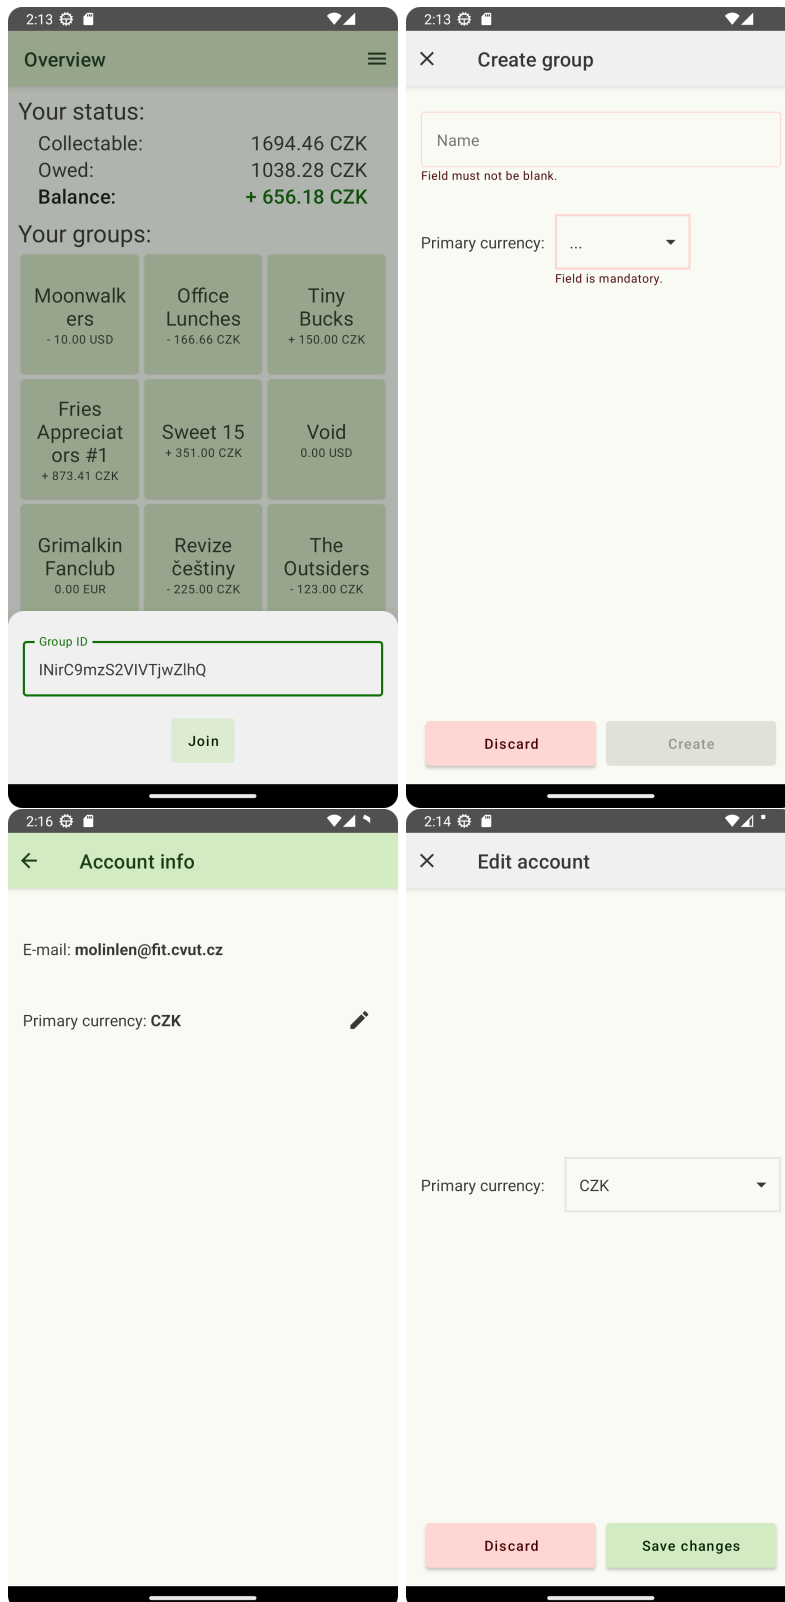 2:13
Overview
Your status:
Collectable: 1694.46 CZK
Owed: 1038.28 CZK
Balance: + 656.18 CZK
Your groups:
Moonwalk
ers
- 10.00 USD
Office
Lunches
- 166.66 CZK
Tiny
Bucks
+ 150.00 CZK
Fries
Appreciat
ors #1
+ 873.41 CZK
Sweet 15
+ 351.00 CZK
Void
0.00 USD
Grimalkin
Fanclub
0.00 EUR
Revize
češtiny
- 225.00 CZK
The
Outsiders
- 123.00 CZK
Group ID
INirC9mzS2VIVTjwZlhQ
Join
2:13
Create group
Name
Field must not be blank.
Primary currency: ...
Field is mandatory.
Discard
Create
2:16
Account info
E-mail: molinlen@fit.cvut.cz
Primary currency: CZK
2:14
Edit account
Primary currency: CZK
Discard
Save changes